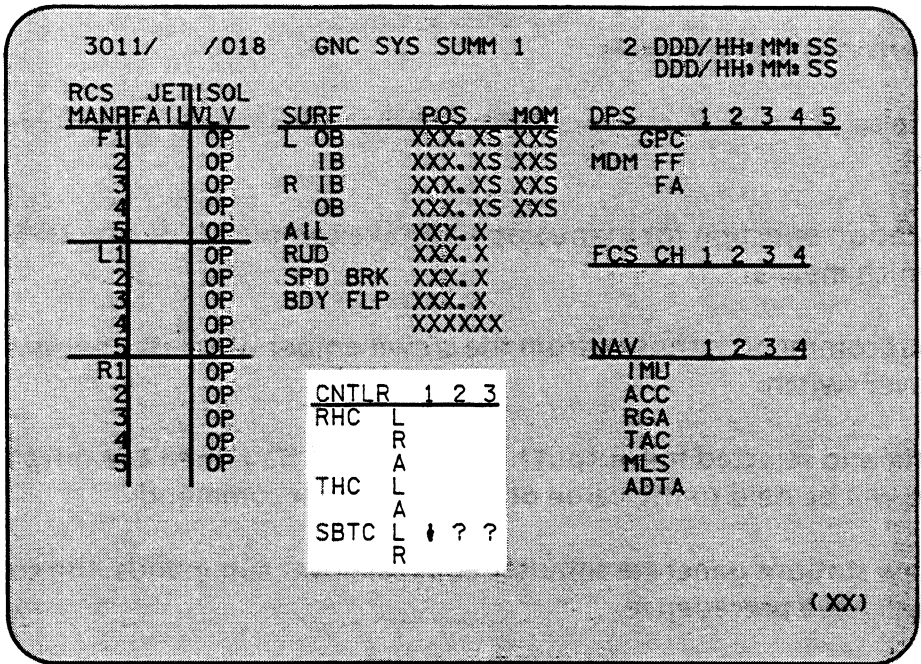 3011/ /018 GNC SYS SUMM 1 2 DDD/HH:MM:SS
DDD/HH:MM:SS
RCS JET ISOL
MANF FAIL VLV SURF POS MOM DPS 1 2 3 4 5
F1 OP L OB XXX.XS XXS GPC
2 OP IB XXX.XS XXS MDM FF
3 OP R IB XXX.XS XXS FA
4 OP OB XXX.XS XXS
5 OP AIL XXX.X
L1 OP RUD XXX.X FCS CH 1 2 3 4
2 OP SPD BRK XXX.X
3 OP BDY FLP XXX.X
4 OP XXXXXX
5 OP NAV 1 2 3 4
R1 OP IMU
2 OP CNTLR 1 2 3 ACC
3 OP RHC L RGA
4 OP R TAC
5 OP A MLS
THC L ADTA
A
SBTC L ↓ ? ?
R
(XX)